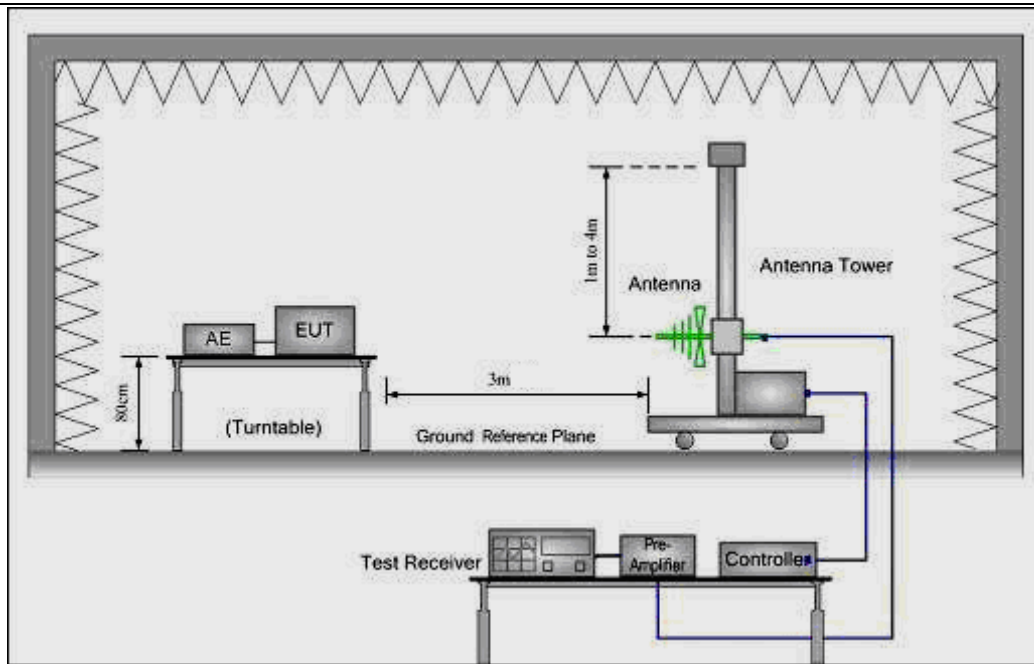 1m to 4m
Antenna
Antenna Tower
AE
EUT
80cm
3m
(Turntable)
Ground Reference Plane
Test Receiver
Pre-
Amplifier
Controller